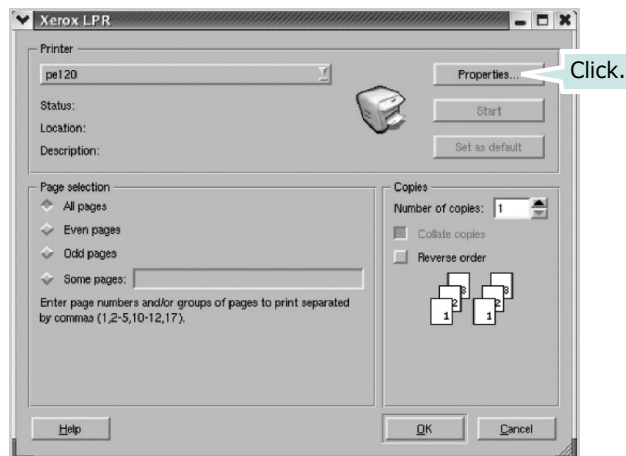 Xerox LPR
Printer
pe120
Properties...
Click.
Status:
Start
Location:
Description:
Set as default
Page selection
All pages
Even pages
Odd pages
Some pages:
Enter page numbers and/or groups of pages to print separated
by commas (1,2-5,10-12,17).
Copies
Number of copies: 1
Collate copies
Reverse order
3 3
2 2
1 1
Help
OK
Cancel